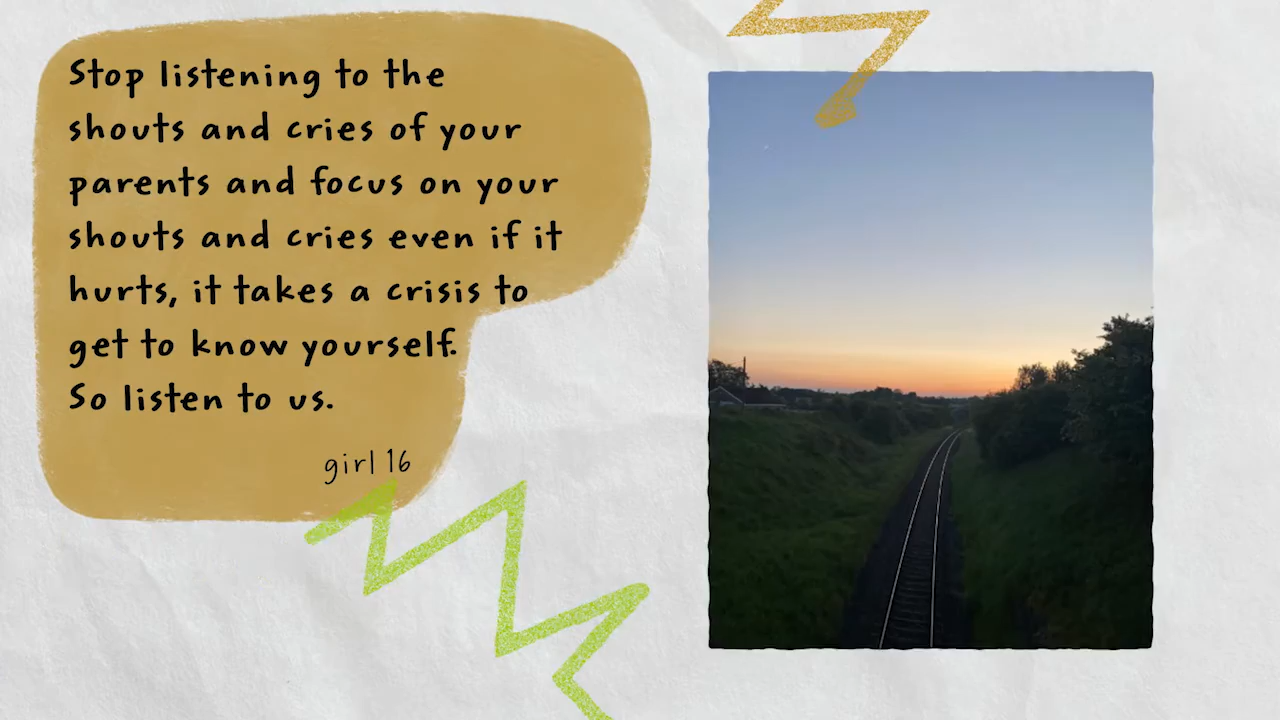 Stop listening to the
shouts and cries of your
parents and focus on your
shouts and cries even if it
hurts, it takes a crisis to
get to know yourself.
So listen to us.
girl 16